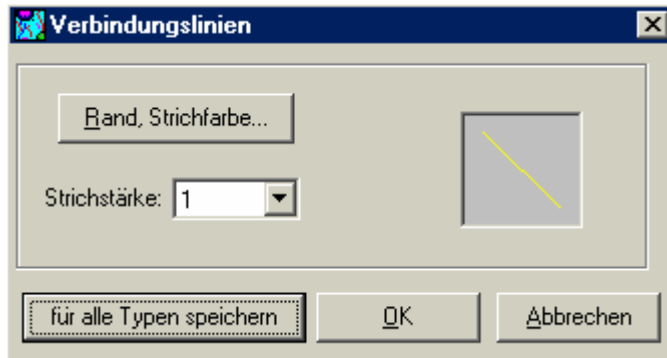 Verbindungslinien
Rand, Strichfarbe...
Strichstärke: 1
für alle Typen speichern
OK
Abbrechen